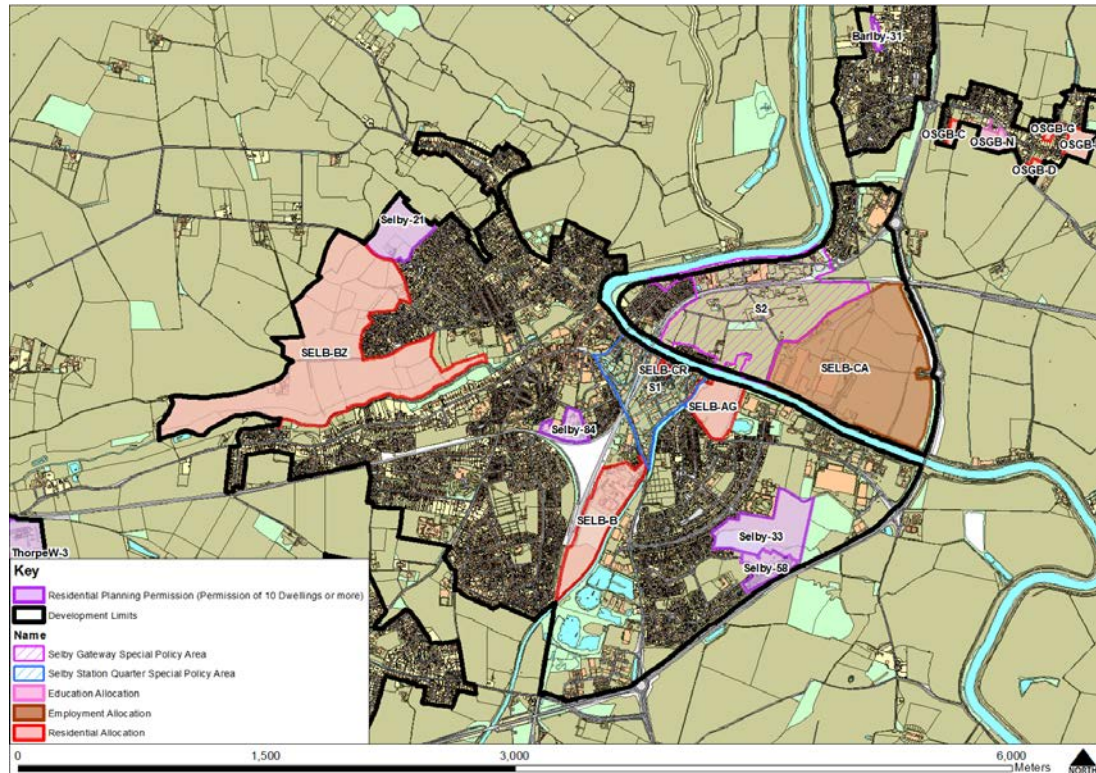 Barlby-31
OSGB-C
OSGB-N
OSGB-G
OSGB-
OSGB-D
Selby-21
S2
SELB-BZ
SELB-CR
S1
SELB-CA
SELB-AG
Selby-84
SELB-B
Selby-33
Selby-58
ThorpeW-3
Key
Residential Planning Permission (Permission of 10 Dwellings or more)
Development Limits
Name
Selby Gateway Special Policy Area
Selby Station Quarter Special Policy Area
Education Allocation
Employment Allocation
Residential Allocation
0 1,500 3,000 6,000
Meters
NORTH